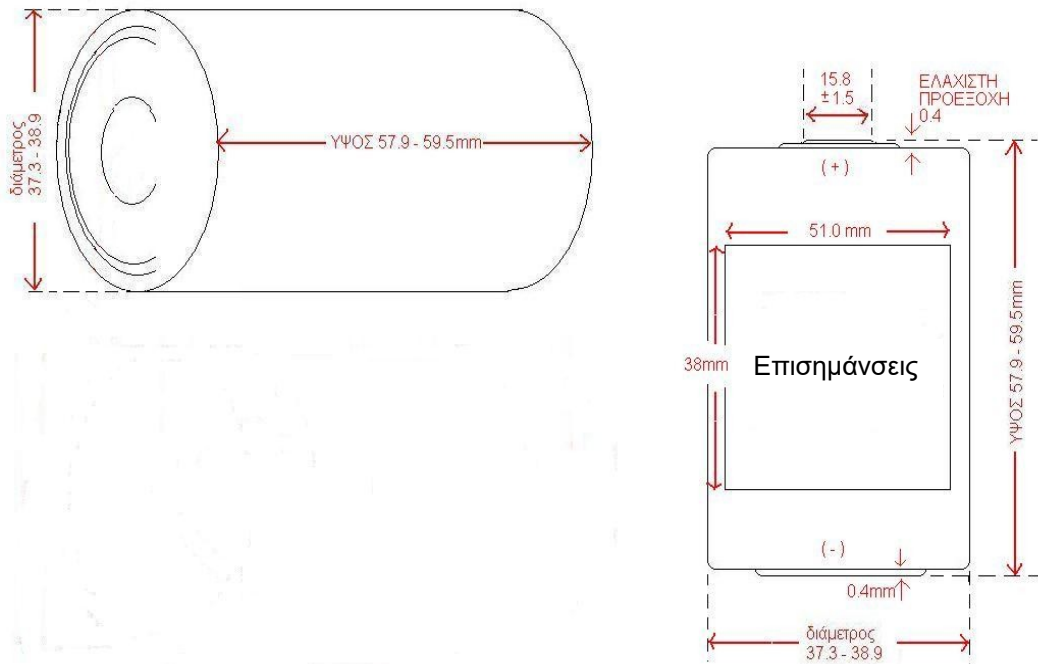 διάμετρος
37.3 - 38.9
ΥΨΟΣ 57.9 - 59.5mm
15.8
±1.5
ΕΛΑΧΙΣΤΗ
ΠΡΟΕΞΟΧΗ
0.4
(+)
51.0 mm
38mm
Επισημάνσεις
ΥΨΟΣ 57.9 - 59.5mm
(-)
0.4mm
διάμετρος
37.3 - 38.9